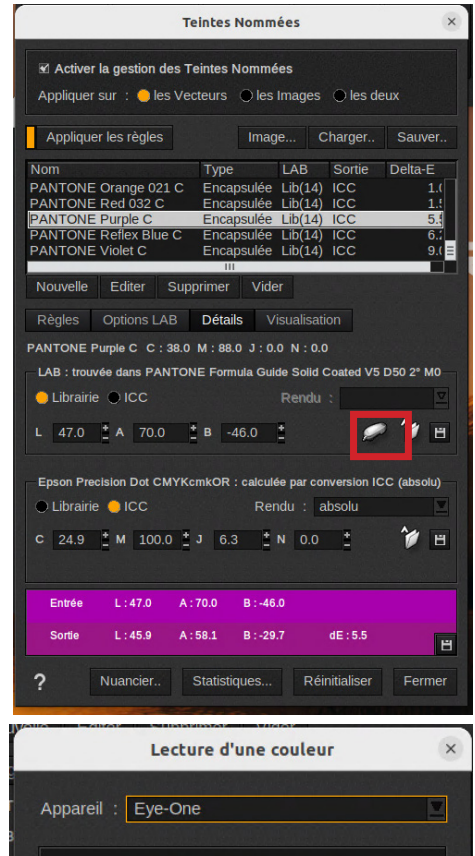 Teintes Nommées
Activer la gestion des Teintes Nommées
Appliquer sur : les Vecteurs les Images les deux
Appliquer les règles Image... Charger.. Sauver..
Nom Type LAB Sortie Delta-E
PANTONE Orange 021 C Encapsulée Lib(14) ICC
PANTONE Red 032 C Encapsulée Lib(14) ICC
PANTONE Purple C Encapsulée Lib(14) ICC
PANTONE Reflex Blue C Encapsulée Lib(14) ICC
PANTONE Violet C Encapsulée Lib(14) ICC
Nouvelle Editer Supprimer Vider
Règles Options LAB Détails Visualisation
PANTONE Purple C C : 38.0 M : 88.0 J : 0.0 N : 0.0
LAB : trouvée dans PANTONE Formula Guide Solid Coated V5 D50 2° M0
Librairie ICC Rendu :
L 47.0 A 70.0 B -46.0
Epson Precision Dot CMYKcmkOR : calculée par conversion ICC (absolu)
Librairie ICC Rendu : absolu
C 24.9 M 100.0 J 6.3 N 0.0
Entrée L : 47.0 A : 70.0 B : -46.0
Sortie L : 45.9 A : 58.1 B : -29.7 dE : 5.5
? Nuancier.. Statistiques... Réinitialiser Fermer
Lecture d'une couleur
Appareil : Eye-One